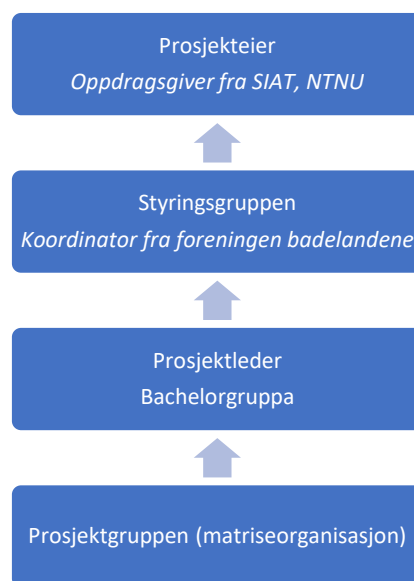 Prosjekteier
Oppdragsgiver fra SIAT, NTNU
Styringsgruppen
Koordinator fra foreningen badelandene
Prosjektleder
Bachelorgruppa
Prosjektgruppen (matriseorganisasjon)